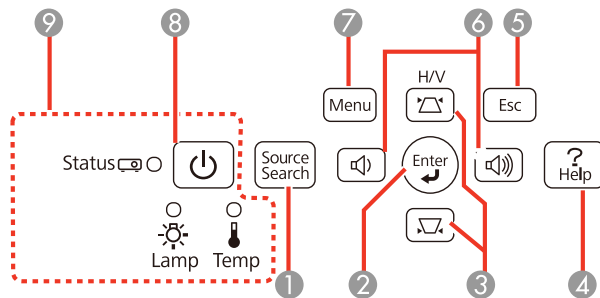 9 8 7 6 5
H/V
Menu Esc
Status Source Search Enter ? Help
Lamp Temp
1 2 3 4